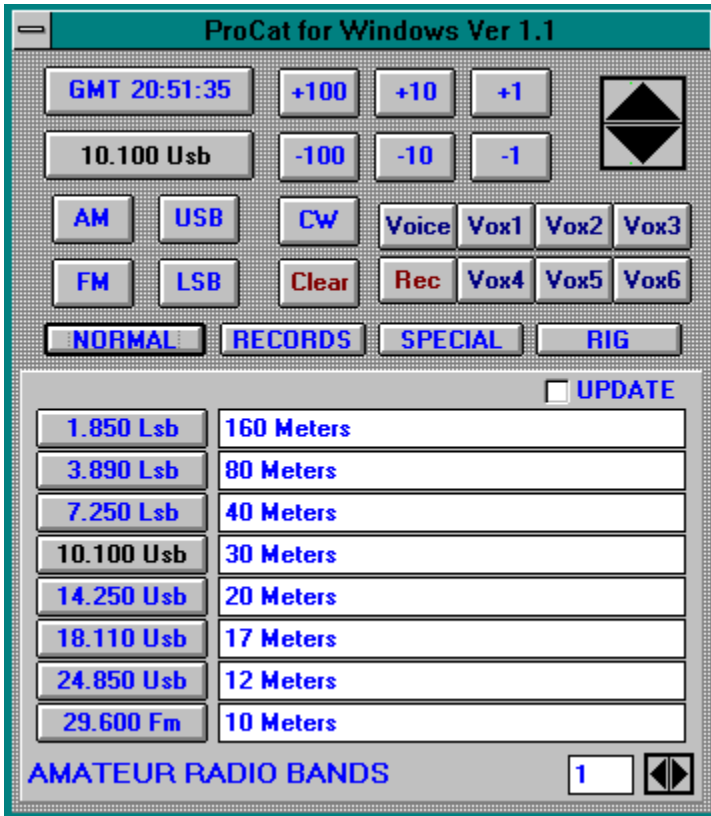 ProCat for Windows Ver 1.1
GMT 20:51:35 +100 +10 +1
10.100 Usb -100 -10 -1
AM USB CW Voice Vox1 Vox2 Vox3
FM LSB Clear Rec Vox4 Vox5 Vox6
NORMAL RECORDS SPECIAL RIG
UPDATE
1.850 Lsb 160 Meters
3.890 Lsb 80 Meters
7.250 Lsb 40 Meters
10.100 Usb 30 Meters
14.250 Usb 20 Meters
18.110 Usb 17 Meters
24.850 Usb 12 Meters
29.600 Fm 10 Meters
AMATEUR RADIO BANDS 1